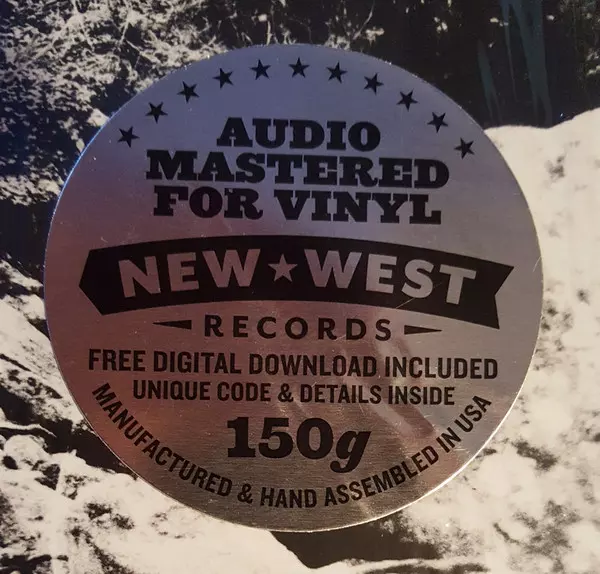 AUDIO
MASTERED
FOR VINYL
NEW★WEST
RECORDS
FREE DIGITAL DOWNLOAD INCLUDED
UNIQUE CODE & DETAILS INSIDE
150g
MANUFACTURED & HAND ASSEMBLED IN USA